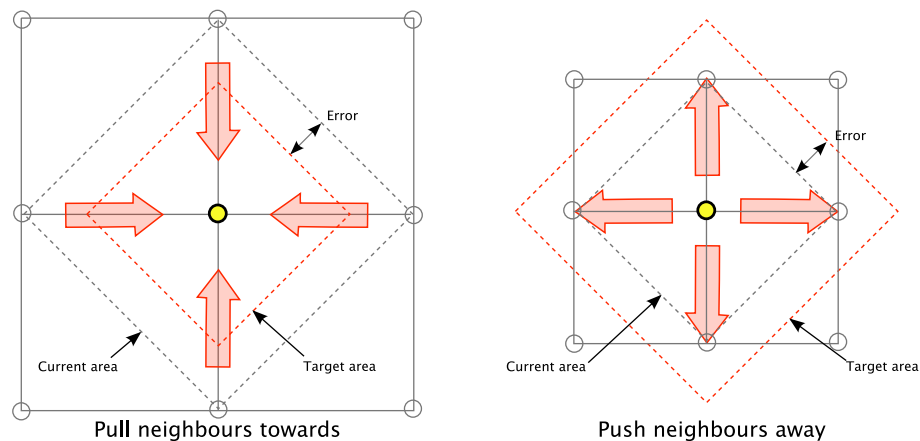 Error
Current area
Target area
Pull neighbours towards
Error
Current area
Target area
Push neighbours away